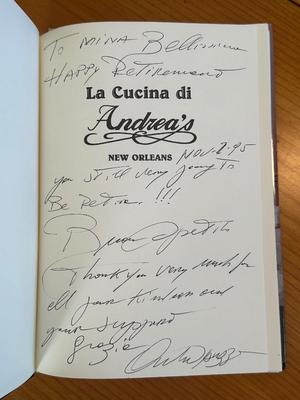 To MINA Bellissima
HAPPY Retirement
La Cucina di
Andrea's
NEW ORLEANS
NOV. 2. 95
you still very young To
Be Retire !!!
Buon Apetito
Thank you very much for
all your Kindness and
your support
Grazie